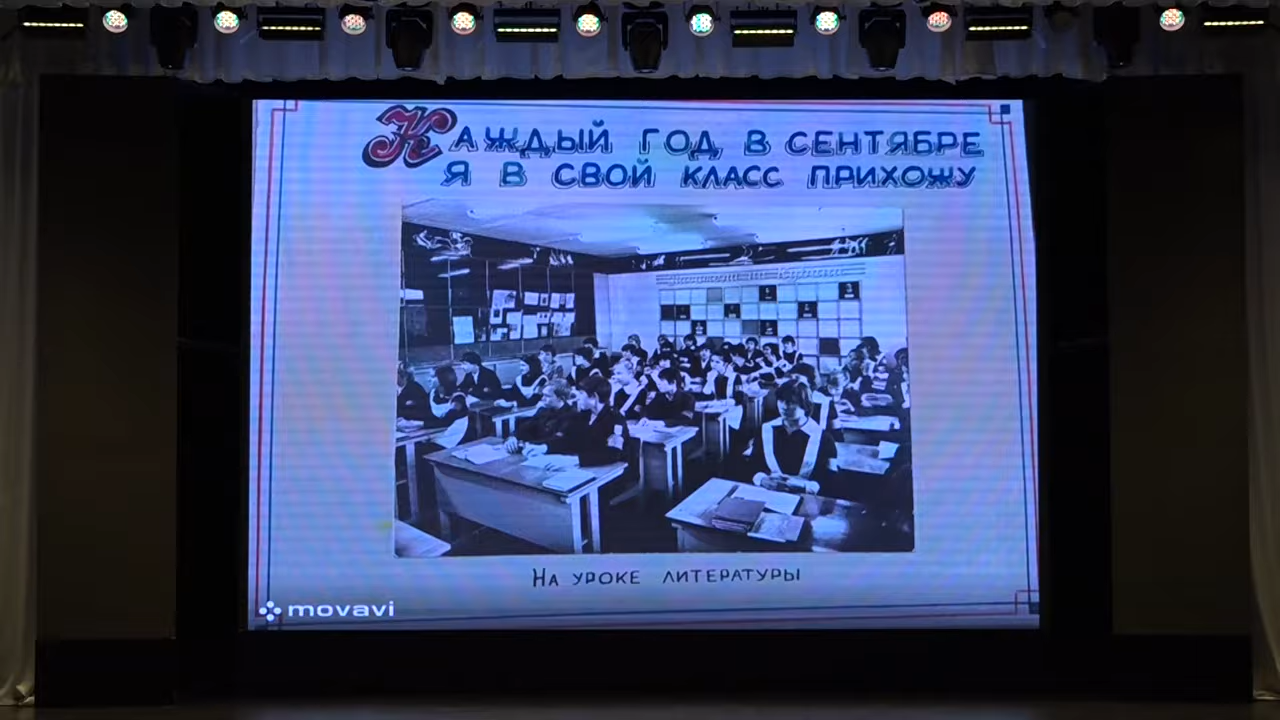 КАЖДЫЙ ГОД В СЕНТЯБРЕ
Я В СВОЙ КЛАСС ПРИХОЖУ
НА УРОКЕ ЛИТЕРАТУРЫ
movavi